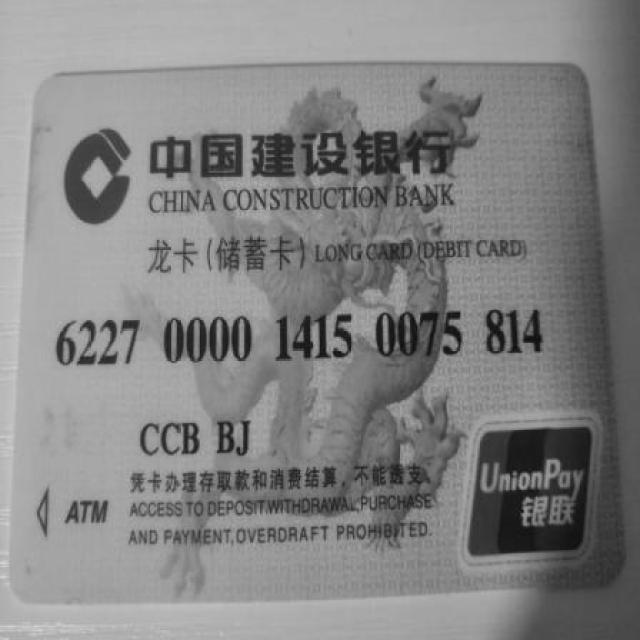 中国建设银行
CHINA CONSTRUCTION BANK
龙卡(储蓄卡) LONG CARD (DEBIT CARD)
6227 0000 1415 0075 814
CCB BJ
凭卡办理存取款和消费结算，不能透支。
ATM ACCESS TO DEPOSIT,WITHDRAWAL,PURCHASE
AND PAYMENT,OVERDRAFT PROHIBITED.
UnionPay
银联